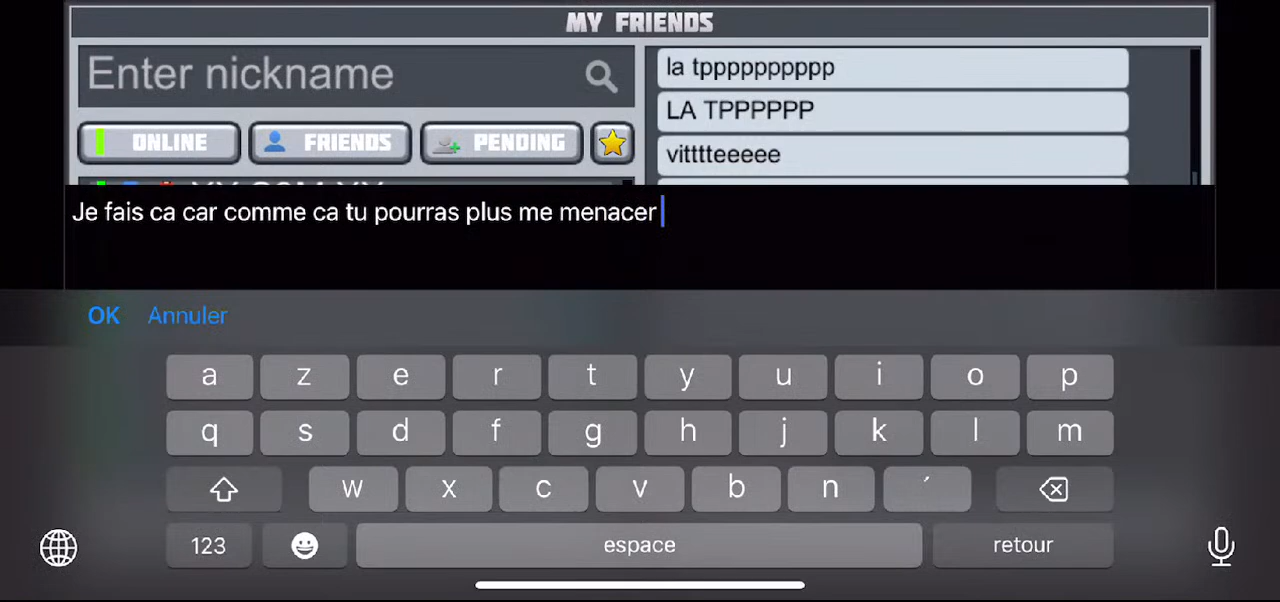 MY FRIENDS
Enter nickname
la tpppppppppp
LA TPPPPPP
ONLINE FRIENDS PENDING
vitttteeeee
Je fais ca car comme ca tu pourras plus me menacer
OK Annuler
a z e r t y u i o p
q s d f g h j k l m
w x c v b n ´
123 espace retour